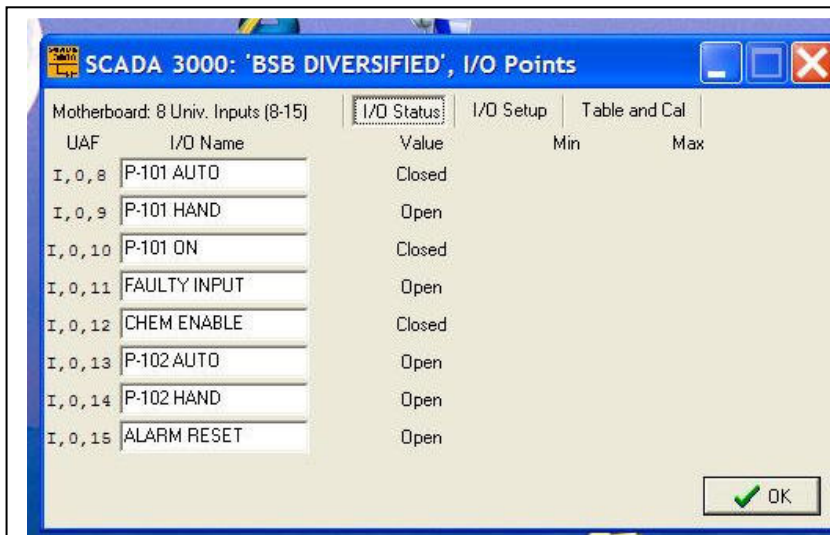 SCADA 3000: 'BSB DIVERSIFIED', I/O Points
Motherboard: 8 Univ. Inputs (8-15) I/O Status I/O Setup Table and Cal
UAF I/O Name Value Min Max
I,0,8 P-101 AUTO Closed
I,0,9 P-101 HAND Open
I,0,10 P-101 ON Closed
I,0,11 FAULTY INPUT Open
I,0,12 CHEM ENABLE Closed
I,0,13 P-102 AUTO Open
I,0,14 P-102 HAND Open
I,0,15 ALARM RESET Open
OK